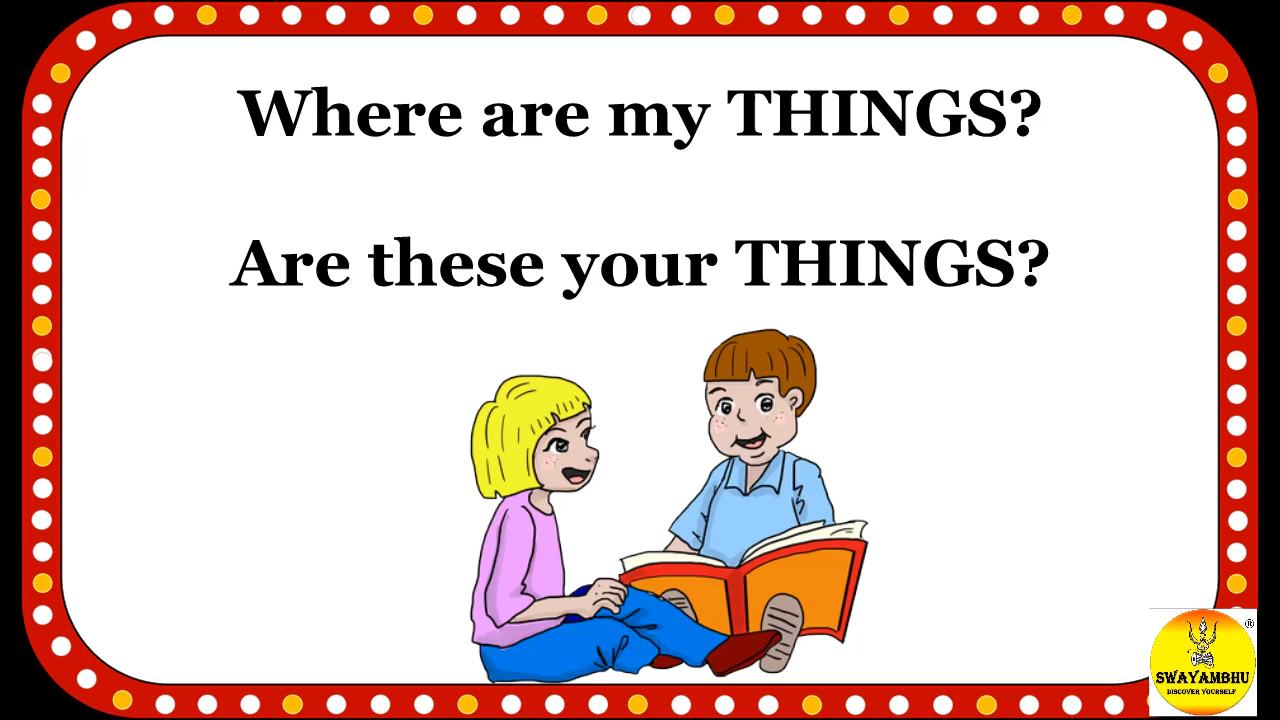 Where are my THINGS?
Are these your THINGS?
®
SWAYAMBHU
DISCOVER YOURSELF